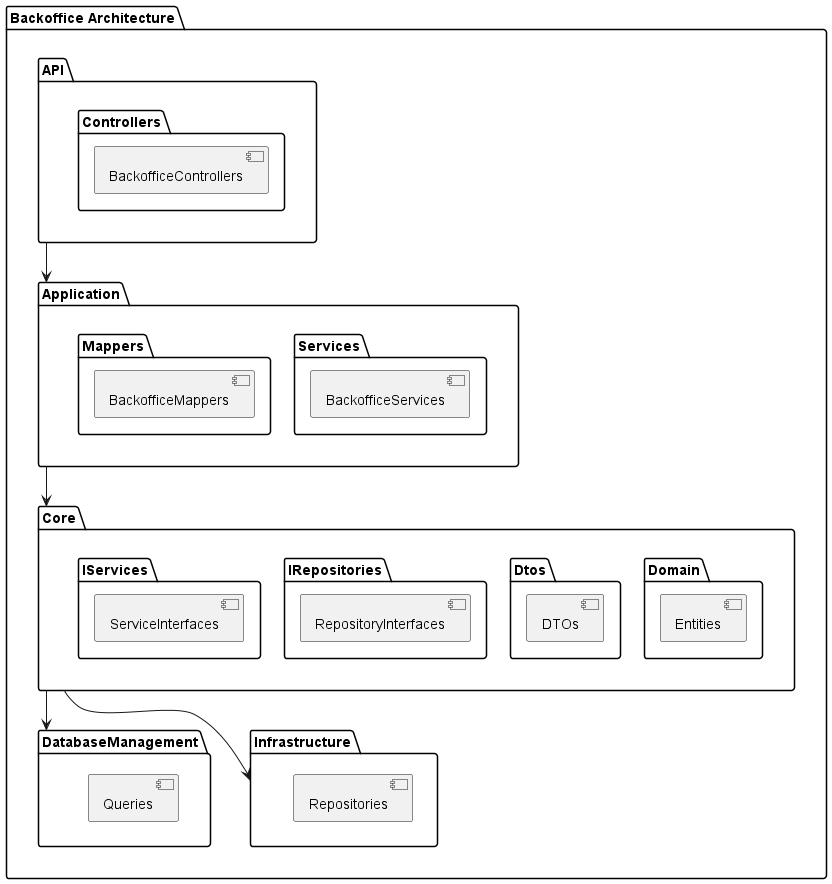 Backoffice Architecture
API
Controllers
BackofficeControllers
Application
Mappers
Services
BackofficeMappers
BackofficeServices
Core
IServices
IRepositories
Dtos
Domain
ServiceInterfaces
RepositoryInterfaces
DTOs
Entities
DatabaseManagement
Infrastructure
Queries
Repositories